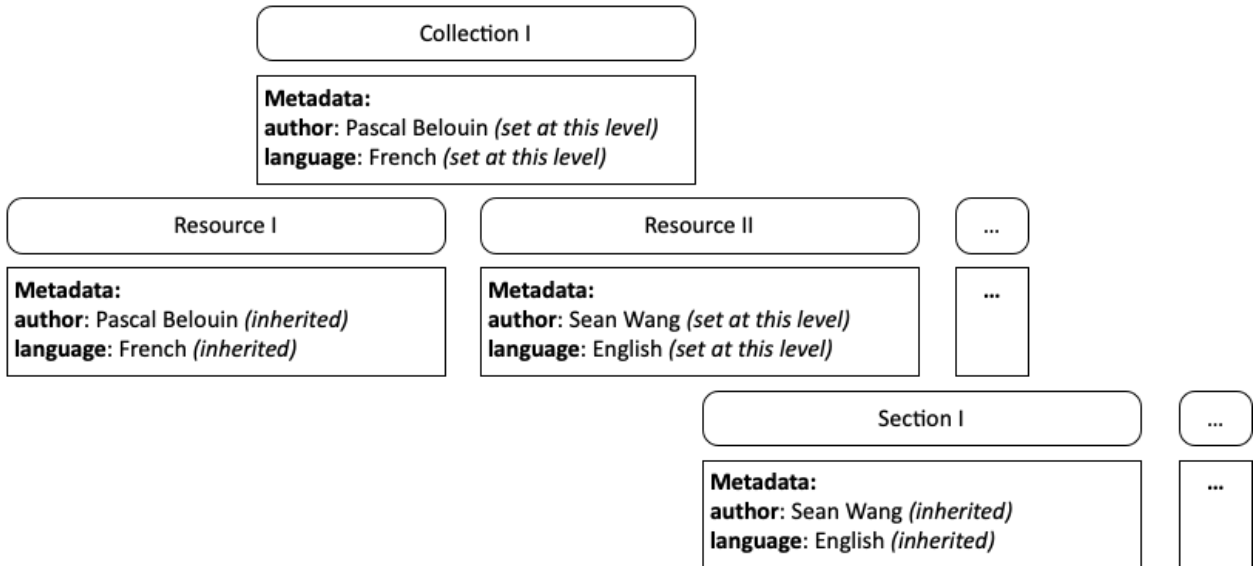 Collection I
Metadata:
author: Pascal Belouin (set at this level)
language: French (set at this level)
Resource I
Metadata:
author: Pascal Belouin (inherited)
language: French (inherited)
Resource II
Metadata:
author: Sean Wang (set at this level)
language: English (set at this level)
...
...
Section I
Metadata:
author: Sean Wang (inherited)
language: English (inherited)
...
...